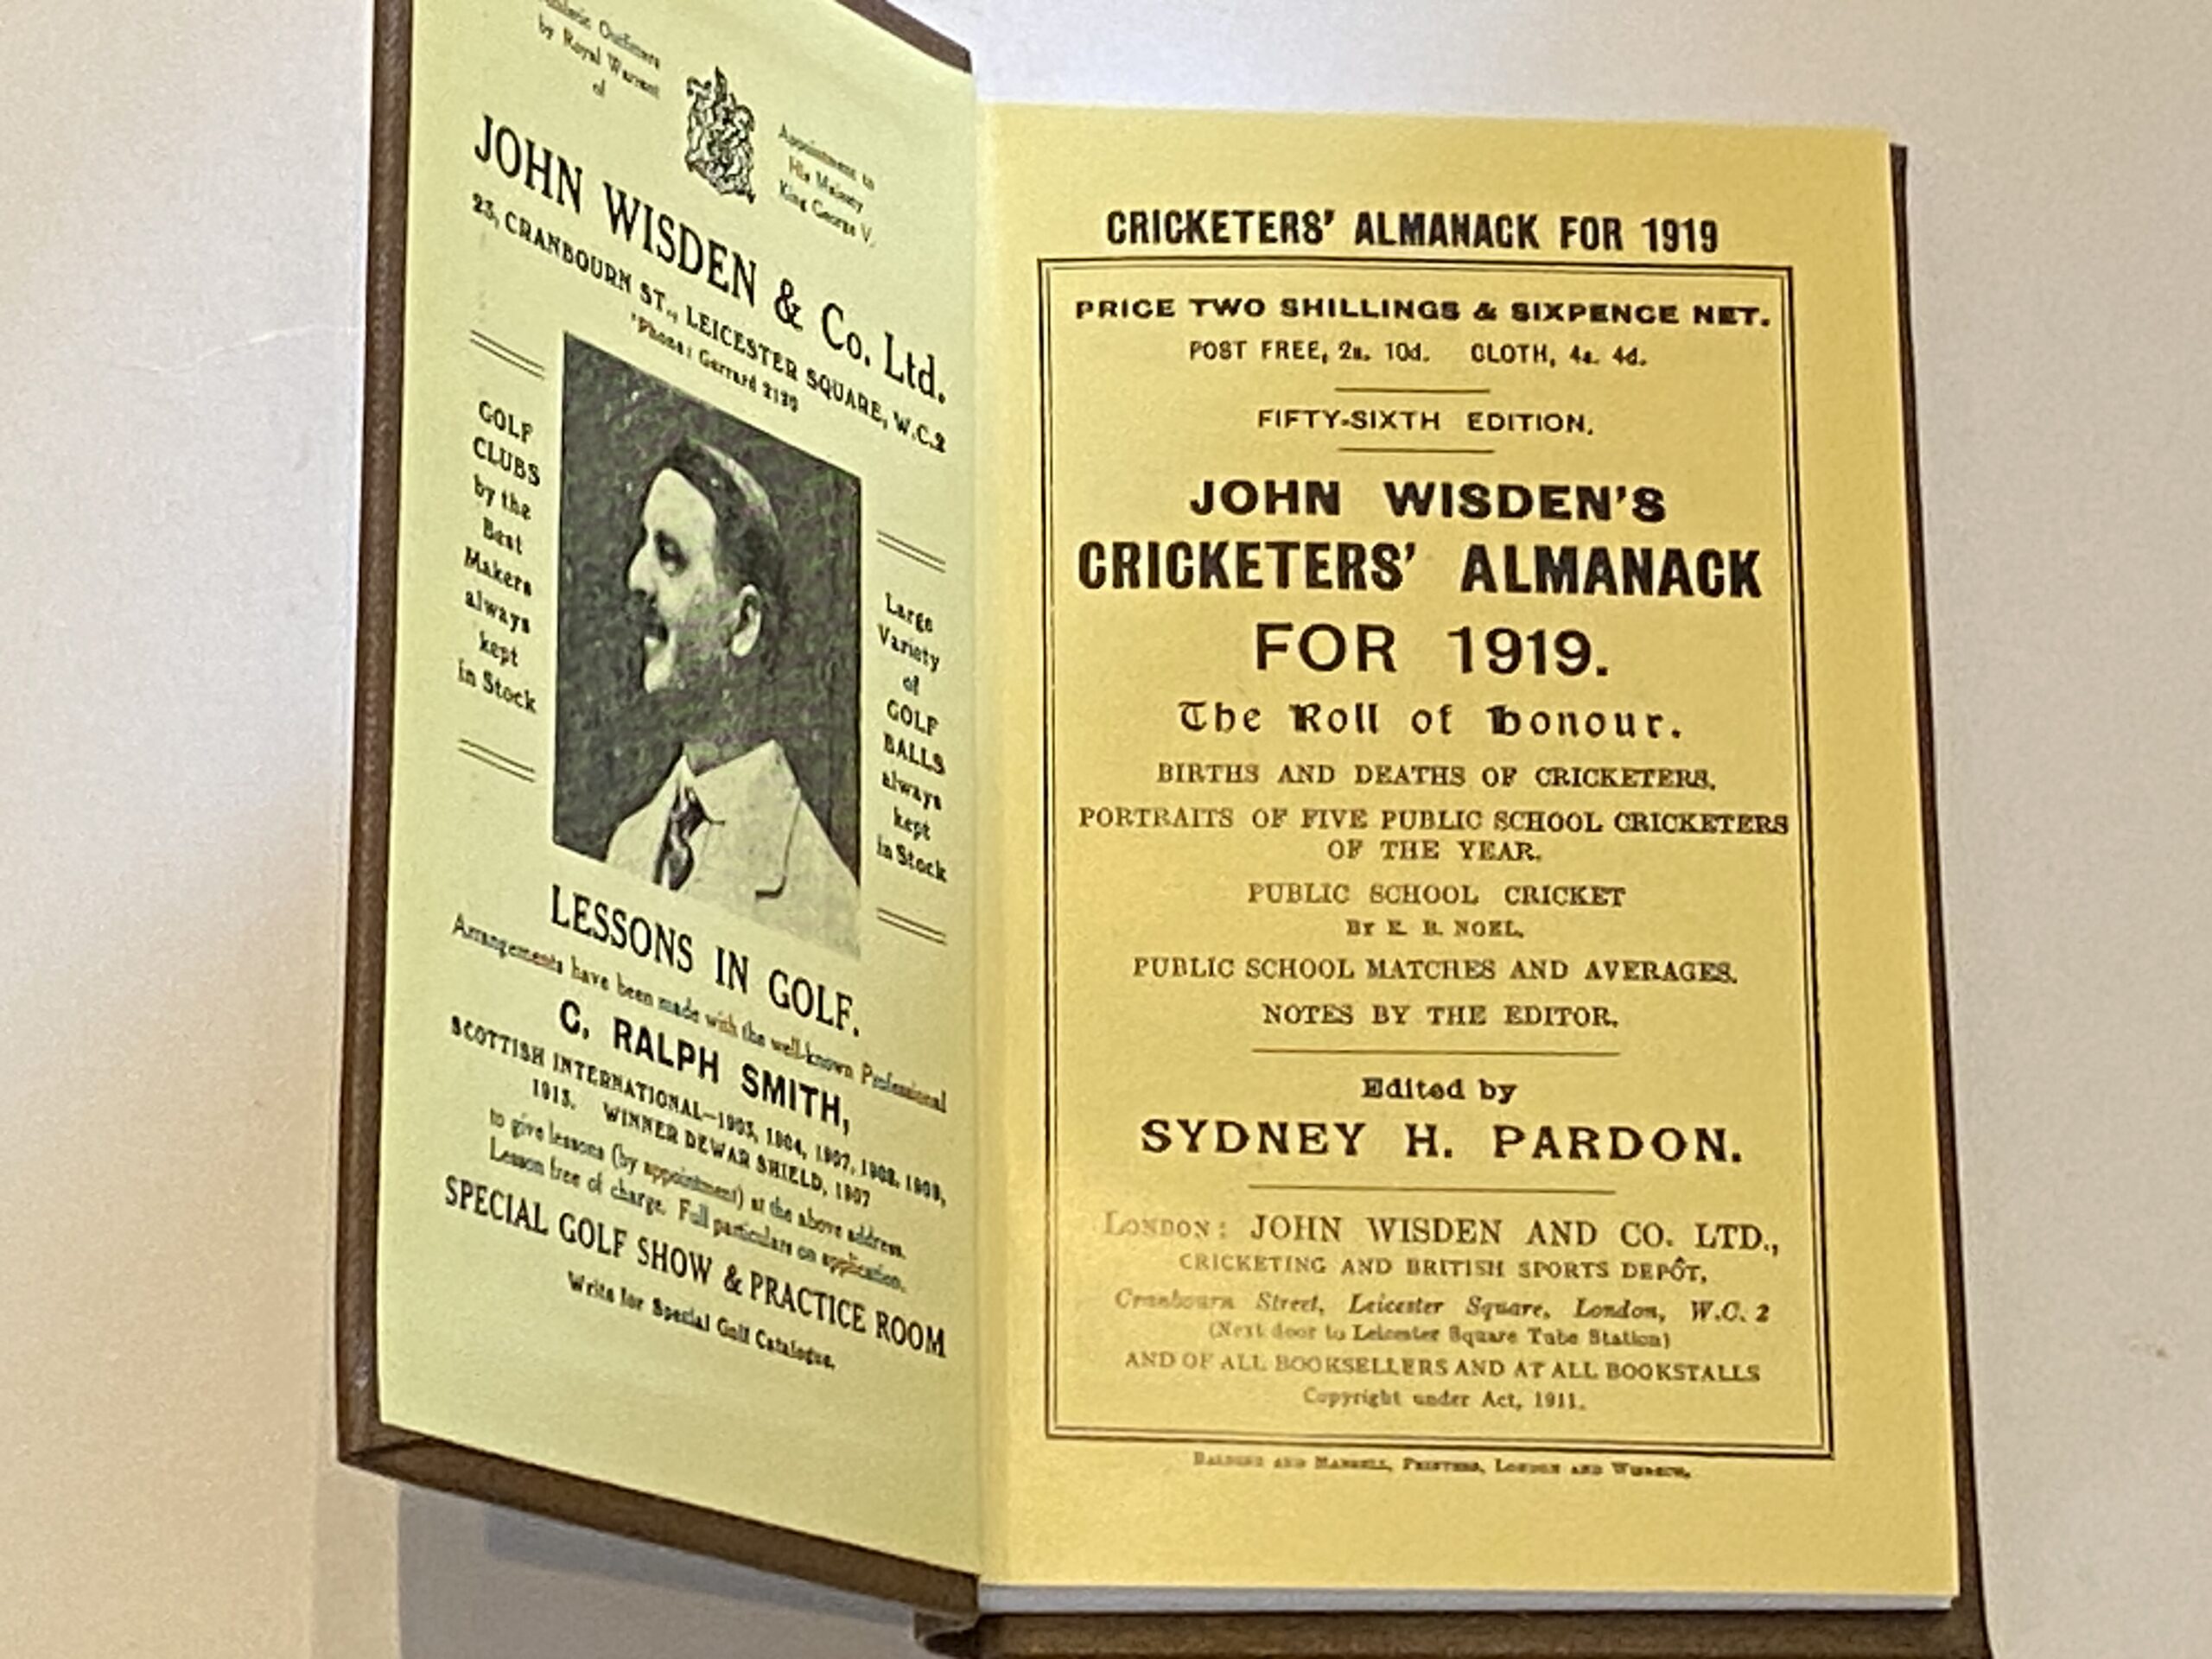 Athletic Outfitters
by Royal Warrant
of
Appointment to
His Majesty
King George V.
JOHN WISDEN & Co. Ltd.
23, CRANBOURN ST., LEICESTER SQUARE, W.C.2
'Phone: Gerrard 2129
GOLF
CLUBS
by the
Best
Makers
always
kept
in Stock
Large
Variety
of
GOLF
BALLS
always
kept
in Stock
LESSONS IN GOLF.
Arrangements have been made with the well-known Professional
C. RALPH SMITH,
SCOTTISH INTERNATIONAL—1903, 1904, 1907, 1908, 1909,
1913. WINNER DEWAR SHIELD, 1907
to give lessons (by appointment) at the above address.
Lesson free of charge. Full particulars on application.
SPECIAL GOLF SHOW & PRACTICE ROOM
Write for Special Golf Catalogue.
CRICKETERS' ALMANACK FOR 1919
PRICE TWO SHILLINGS & SIXPENCE NET.
POST FREE, 2s. 10d. CLOTH, 4s. 4d.
FIFTY-SIXTH EDITION.
JOHN WISDEN'S
CRICKETERS' ALMANACK
FOR 1919.
The Roll of Honour.
BIRTHS AND DEATHS OF CRICKETERS.
PORTRAITS OF FIVE PUBLIC SCHOOL CRICKETERS
OF THE YEAR.
PUBLIC SCHOOL CRICKET
BY E. B. NOEL.
PUBLIC SCHOOL MATCHES AND AVERAGES.
NOTES BY THE EDITOR.
Edited by
SYDNEY H. PARDON.
LONDON: JOHN WISDEN AND CO. LTD.,
CRICKETING AND BRITISH SPORTS DEPÔT,
Cranbourn Street, Leicester Square, London, W.C. 2
(Next door to Leicester Square Tube Station)
AND OF ALL BOOKSELLERS AND AT ALL BOOKSTALLS
Copyright under Act, 1911.
BALDING AND MANSELL, PRINTERS, LONDON AND WISBECH.